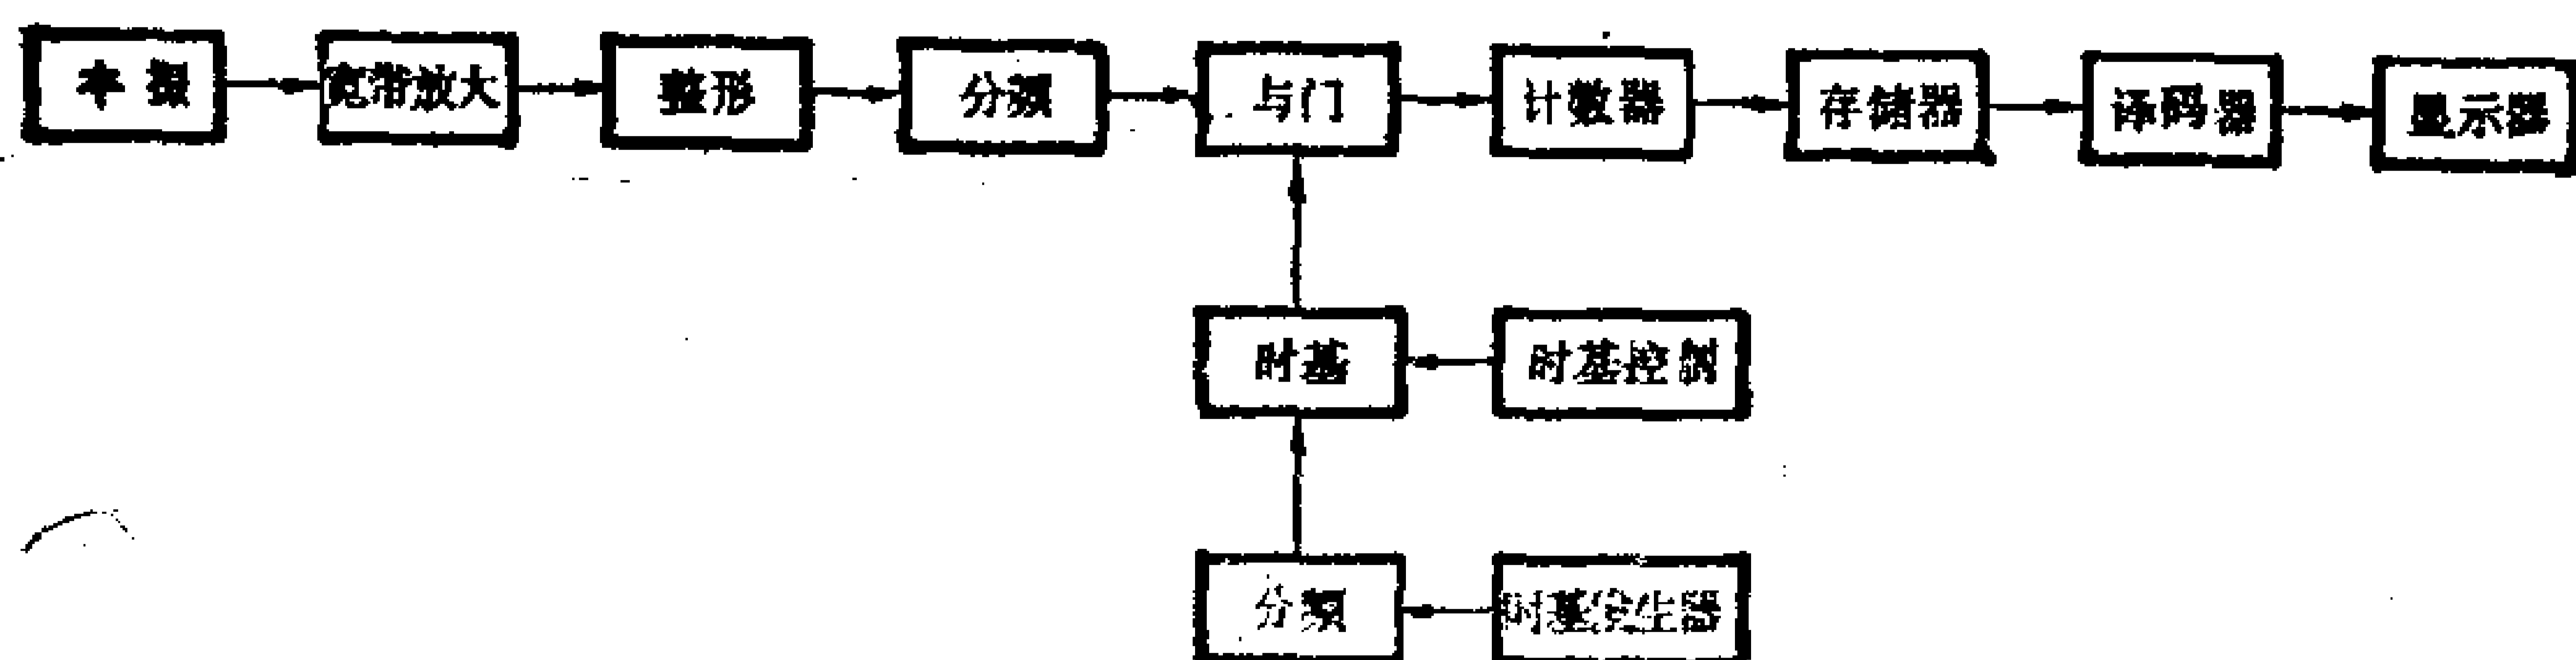 本振
宽带放大
整形
分频
与门
计数器
存储器
译码器
显示器
时基
时基控制
分频
时基发生器